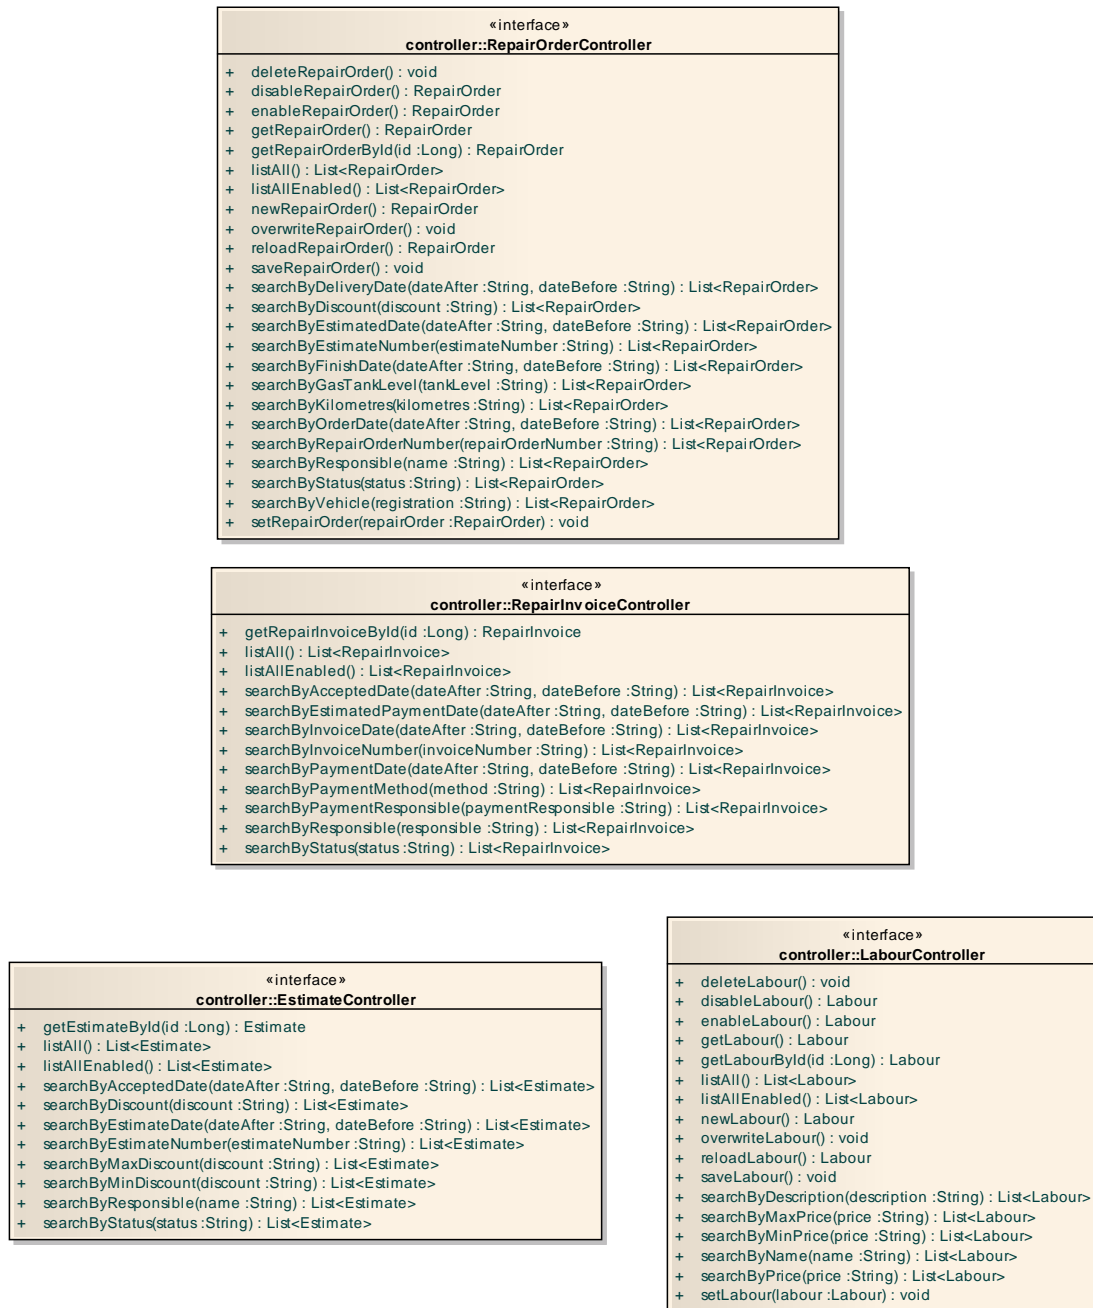 «interface»
controller::RepairOrderController
+ deleteRepairOrder() : void
+ disableRepairOrder() : RepairOrder
+ enableRepairOrder() : RepairOrder
+ getRepairOrder() : RepairOrder
+ getRepairOrderById(id :Long) : RepairOrder
+ listAll() : List<RepairOrder>
+ listAllEnabled() : List<RepairOrder>
+ newRepairOrder() : RepairOrder
+ overwriteRepairOrder() : void
+ reloadRepairOrder() : RepairOrder
+ saveRepairOrder() : void
+ searchByDeliveryDate(dateAfter :String, dateBefore :String) : List<RepairOrder>
+ searchByDiscount(discount :String) : List<RepairOrder>
+ searchByEstimatedDate(dateAfter :String, dateBefore :String) : List<RepairOrder>
+ searchByEstimateNumber(estimateNumber :String) : List<RepairOrder>
+ searchByFinishDate(dateAfter :String, dateBefore :String) : List<RepairOrder>
+ searchByGasTankLevel(tankLevel :String) : List<RepairOrder>
+ searchByKilometres(kilometres :String) : List<RepairOrder>
+ searchByOrderDate(dateAfter :String, dateBefore :String) : List<RepairOrder>
+ searchByRepairOrderNumber(repairOrderNumber :String) : List<RepairOrder>
+ searchByResponsible(name :String) : List<RepairOrder>
+ searchByStatus(status :String) : List<RepairOrder>
+ searchByVehicle(registration :String) : List<RepairOrder>
+ setRepairOrder(repairOrder :RepairOrder) : void
«interface»
controller::RepairInvoiceController
+ getRepairInvoiceById(id :Long) : RepairInvoice
+ listAll() : List<RepairInvoice>
+ listAllEnabled() : List<RepairInvoice>
+ searchByAcceptedDate(dateAfter :String, dateBefore :String) : List<RepairInvoice>
+ searchByEstimatedPaymentDate(dateAfter :String, dateBefore :String) : List<RepairInvoice>
+ searchByInvoiceDate(dateAfter :String, dateBefore :String) : List<RepairInvoice>
+ searchByInvoiceNumber(invoiceNumber :String) : List<RepairInvoice>
+ searchByPaymentDate(dateAfter :String, dateBefore :String) : List<RepairInvoice>
+ searchByPaymentMethod(method :String) : List<RepairInvoice>
+ searchByPaymentResponsible(paymentResponsible :String) : List<RepairInvoice>
+ searchByResponsible(responsible :String) : List<RepairInvoice>
+ searchByStatus(status :String) : List<RepairInvoice>
«interface»
controller::EstimateController
+ getEstimateById(id :Long) : Estimate
+ listAll() : List<Estimate>
+ listAllEnabled() : List<Estimate>
+ searchByAcceptedDate(dateAfter :String, dateBefore :String) : List<Estimate>
+ searchByDiscount(discount :String) : List<Estimate>
+ searchByEstimateDate(dateAfter :String, dateBefore :String) : List<Estimate>
+ searchByEstimateNumber(estimateNumber :String) : List<Estimate>
+ searchByMaxDiscount(discount :String) : List<Estimate>
+ searchByMinDiscount(discount :String) : List<Estimate>
+ searchByResponsible(name :String) : List<Estimate>
+ searchByStatus(status :String) : List<Estimate>
«interface»
controller::LabourController
+ deleteLabour() : void
+ disableLabour() : Labour
+ enableLabour() : Labour
+ getLabour() : Labour
+ getLabourById(id :Long) : Labour
+ listAll() : List<Labour>
+ listAllEnabled() : List<Labour>
+ newLabour() : Labour
+ overwriteLabour() : void
+ reloadLabour() : Labour
+ saveLabour() : void
+ searchByDescription(description :String) : List<Labour>
+ searchByMaxPrice(price :String) : List<Labour>
+ searchByMinPrice(price :String) : List<Labour>
+ searchByName(name :String) : List<Labour>
+ searchByPrice(price :String) : List<Labour>
+ setLabour(labour :Labour) : void